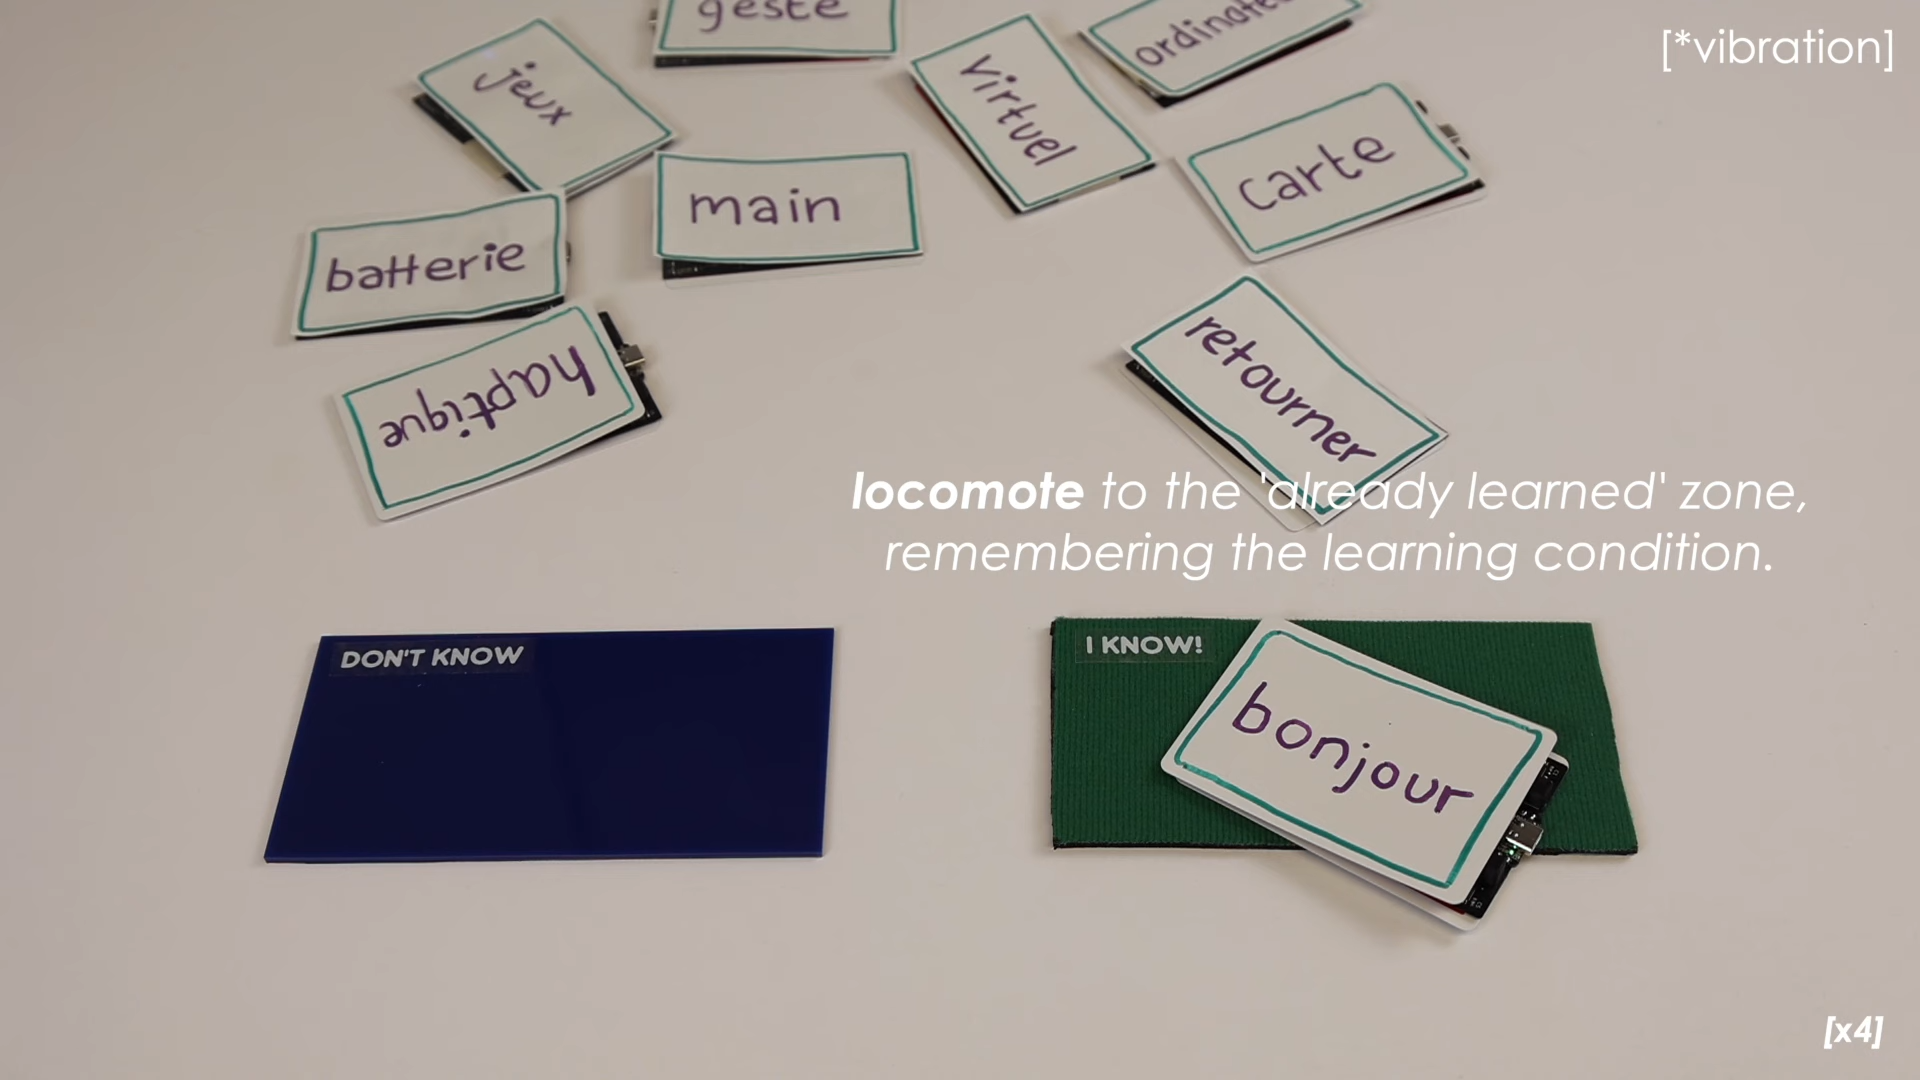 geste
ordinate
[*vibration]
jeux
virtuel
carte
main
batterie
haptique
retourner
locomote to the 'already learned' zone,
remembering the learning condition.
DON'T KNOW
I KNOW!
bonjour
[x4]